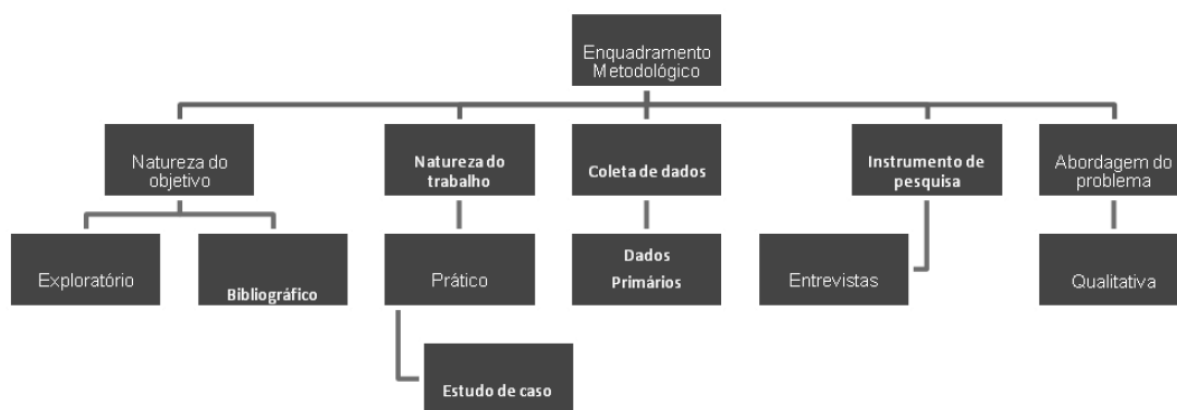 Enquadramento
Metodológico
Natureza do
objetivo
Natureza do
trabalho
Coleta de dados
Instrumento de
pesquisa
Abordagem do
problema
Exploratório
Bibliográfico
Prático
Dados
Primários
Entrevistas
Qualitativa
Estudo de caso